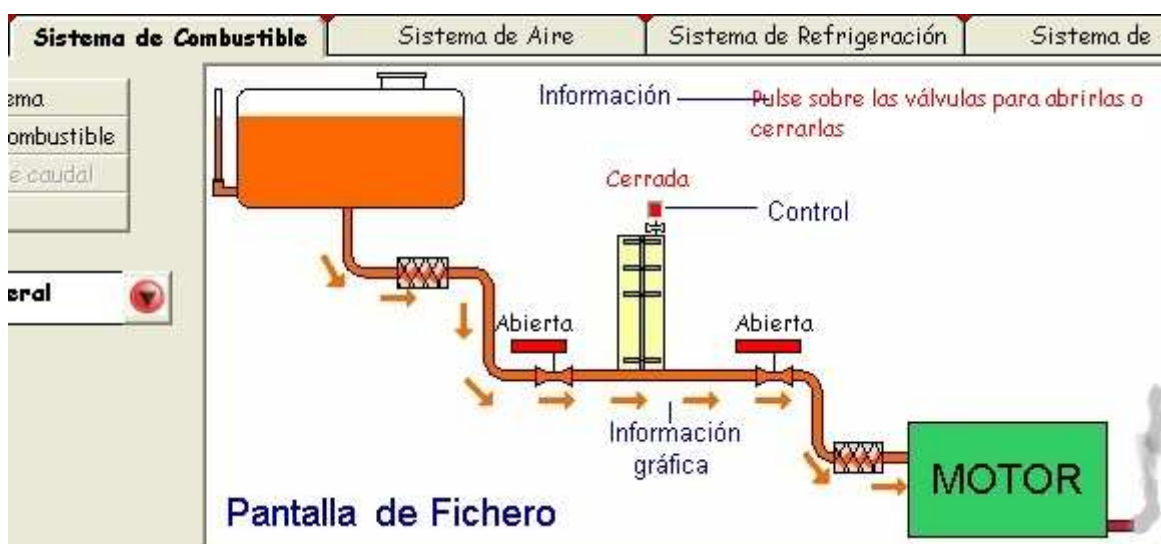 Sistema de Combustible
Sistema de Aire
Sistema de Refrigeración
Sistema de
ema
ombustible
e caudal
eral
Información
Pulse sobre las válvulas para abrirlas o
cerrarlas
Cerrada
Control
Abierta
Abierta
Información
gráfica
MOTOR
Pantalla de Fichero